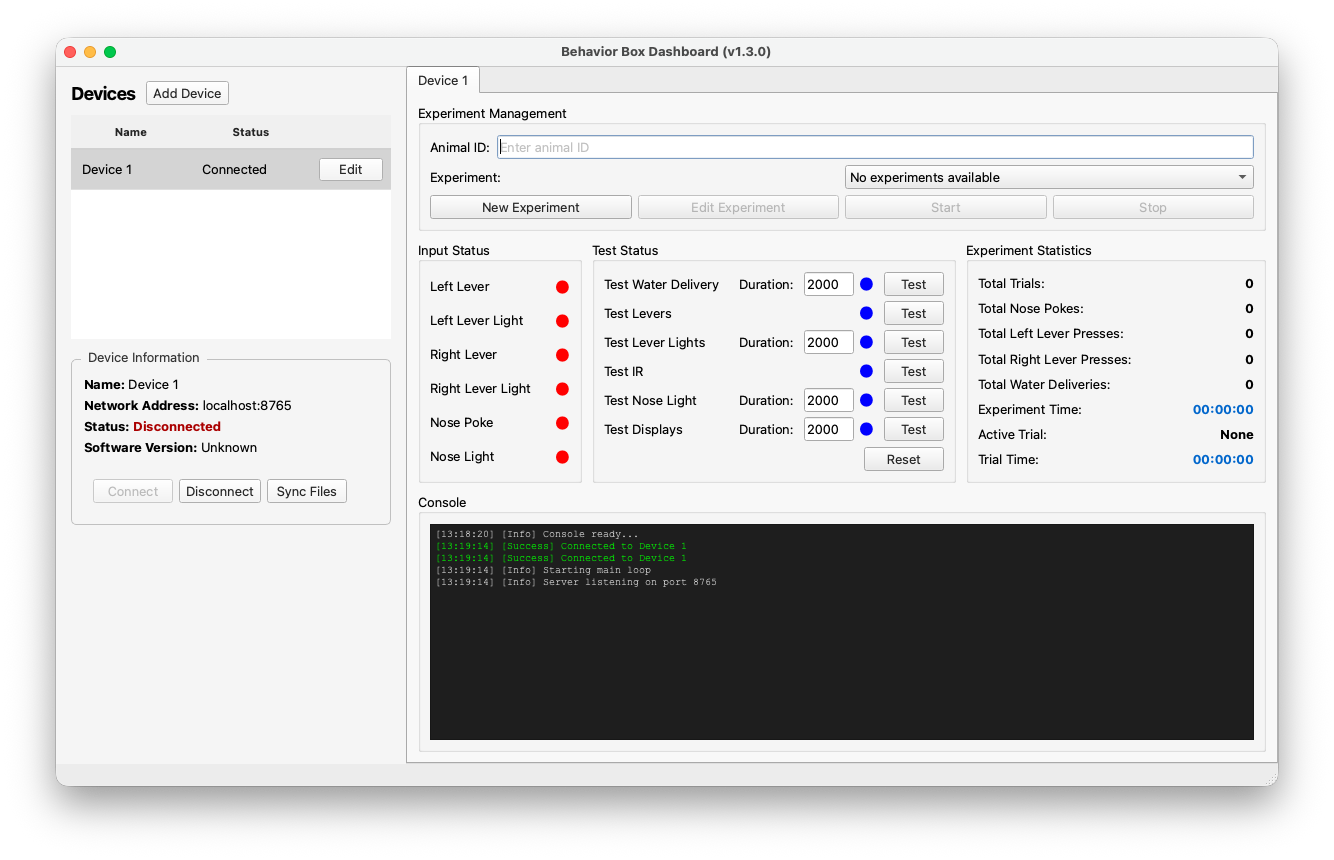 Behavior Box Dashboard (v1.3.0)
Devices
Add Device
Name Status
Device 1 Connected Edit
Device Information
Name: Device 1
Network Address: localhost:8765
Status: Disconnected
Software Version: Unknown
Connect Disconnect Sync Files
Device 1
Experiment Management
Animal ID: Enter animal ID
Experiment: No experiments available
New Experiment Edit Experiment Start Stop
Input Status
Left Lever
Left Lever Light
Right Lever
Right Lever Light
Nose Poke
Nose Light
Test Status
Test Water Delivery Duration: 2000 Test
Test Levers Test
Test Lever Lights Duration: 2000 Test
Test IR Test
Test Nose Light Duration: 2000 Test
Test Displays Duration: 2000 Test
Reset
Experiment Statistics
Total Trials: 0
Total Nose Pokes: 0
Total Left Lever Presses: 0
Total Right Lever Presses: 0
Total Water Deliveries: 0
Experiment Time: 00:00:00
Active Trial: None
Trial Time: 00:00:00
Console
[13:18:20] [Info] Console ready...
[13:19:14] [Success] Connected to Device 1
[13:19:14] [Success] Connected to Device 1
[13:19:14] [Info] Starting main loop
[13:19:14] [Info] Server listening on port 8765